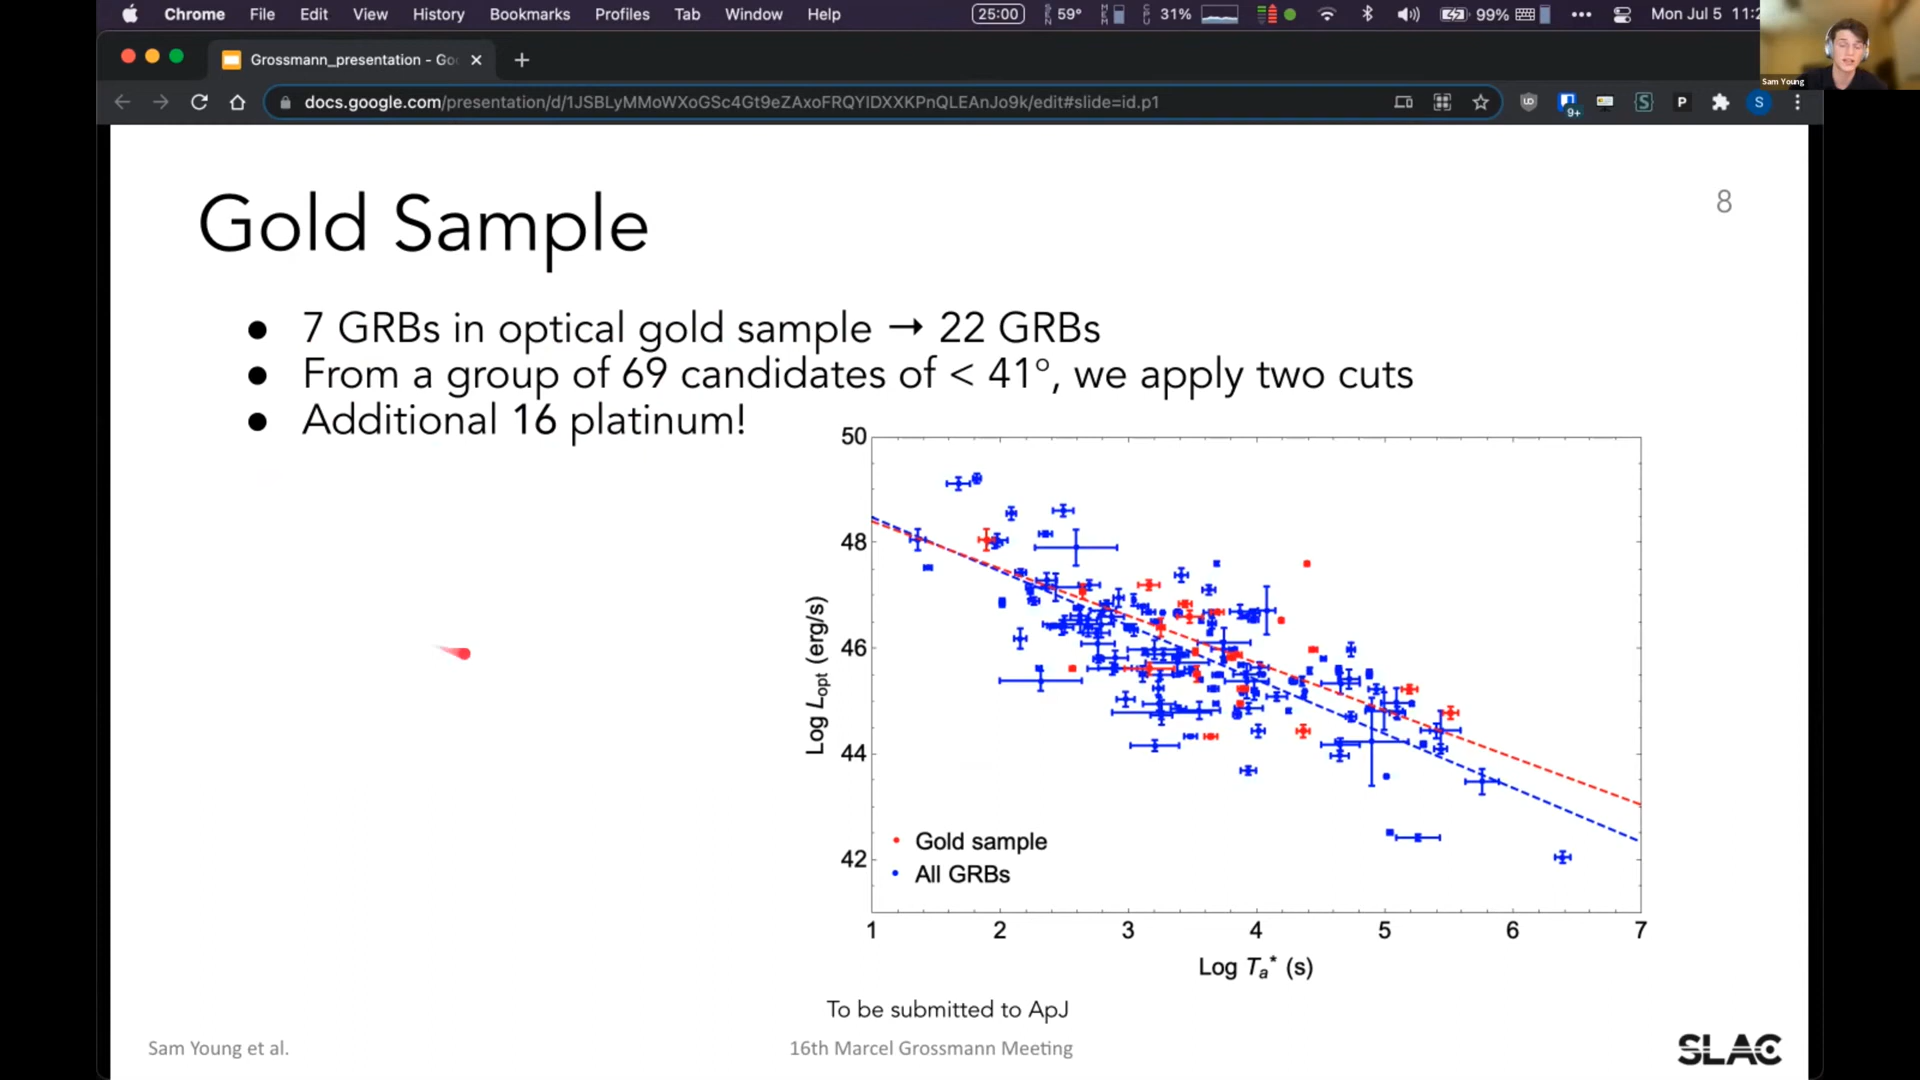 Chrome File Edit View History Bookmarks Profiles Tab Window Help 25:00 59° 31% 99% Mon Jul 5
Sam Young
Grossmann_presentation - Goo
docs.google.com/presentation/d/1JSBLyMMoWXoGSc4Gt9eZAxoFRQYIDXXKPnQLEAnJo9k/edit#slide=id.p1
9+ P S
Gold Sample
8
● 7 GRBs in optical gold sample → 22 GRBs
● From a group of 69 candidates of < 41°, we apply two cuts
● Additional 16 platinum!
50
48
46
44
42
Log Lopt (erg/s)
Gold sample
All GRBs
1 2 3 4 5 6 7
Log Ta* (s)
To be submitted to ApJ
Sam Young et al.
16th Marcel Grossmann Meeting
SLAC